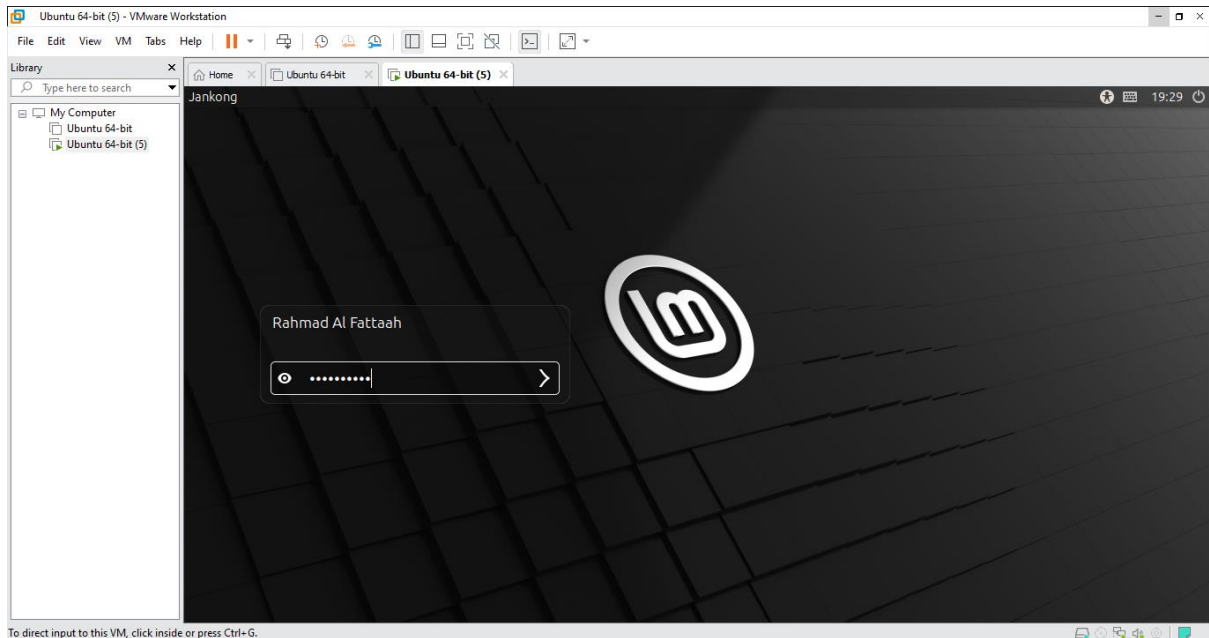 Ubuntu 64-bit (5) - VMware Workstation
File Edit View VM Tabs Help
Library
Type here to search
My Computer
Ubuntu 64-bit
Ubuntu 64-bit (5)
Home Ubuntu 64-bit Ubuntu 64-bit (5)
Jankong 19:29
Rahmad Al Fattaah
To direct input to this VM, click inside or press Ctrl+G.